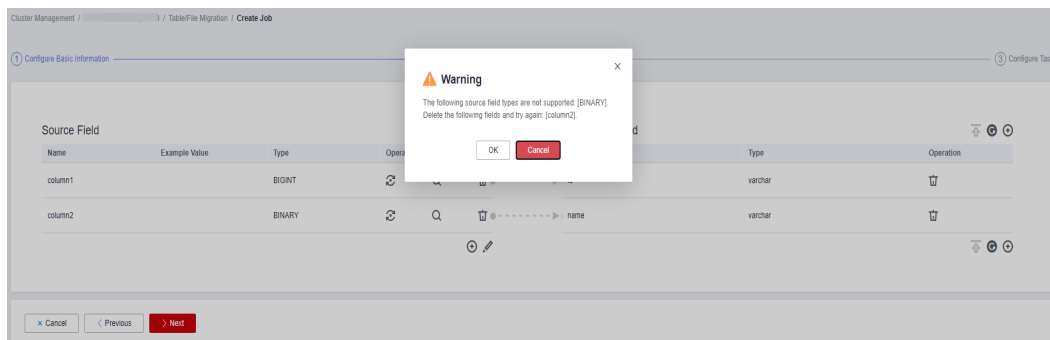 Cluster Management / ) / Table/File Migration / Create Job
1 Configure Basic Information
3 Configure Tas
Warning
The following source field types are not supported: [BINARY].
Delete the following fields and try again: [column2].
OK Cancel
Source Field
d
Name Example Value Type Opera Type Operation
column1 BIGINT varchar
column2 BINARY name varchar
× Cancel < Previous > Next